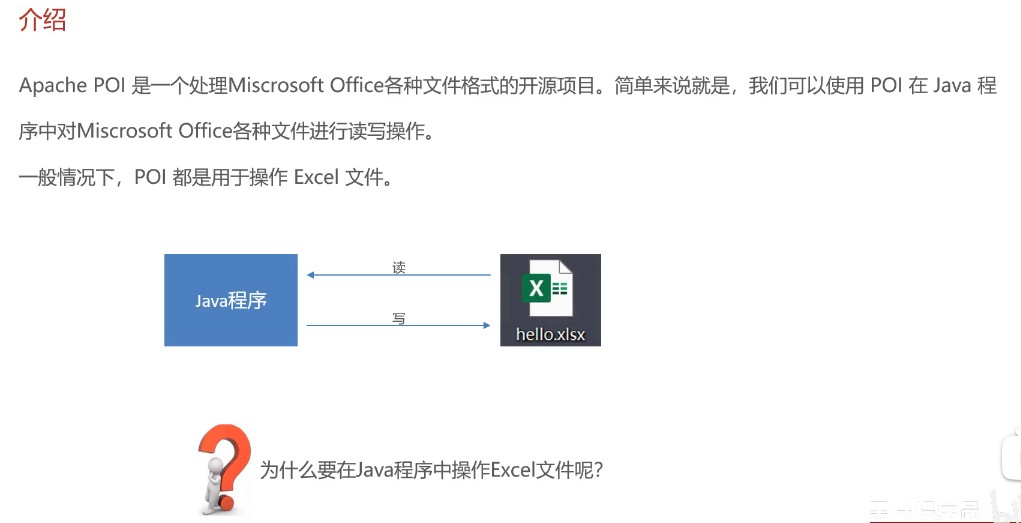 介绍
Apache POI 是一个处理Miscrosoft Office各种文件格式的开源项目。简单来说就是，我们可以使用 POI 在 Java 程
序中对Miscrosoft Office各种文件进行读写操作。
一般情况下，POI 都是用于操作 Excel 文件。
读
Java程序
X
写
hello.xlsx
为什么要在Java程序中操作Excel文件呢？